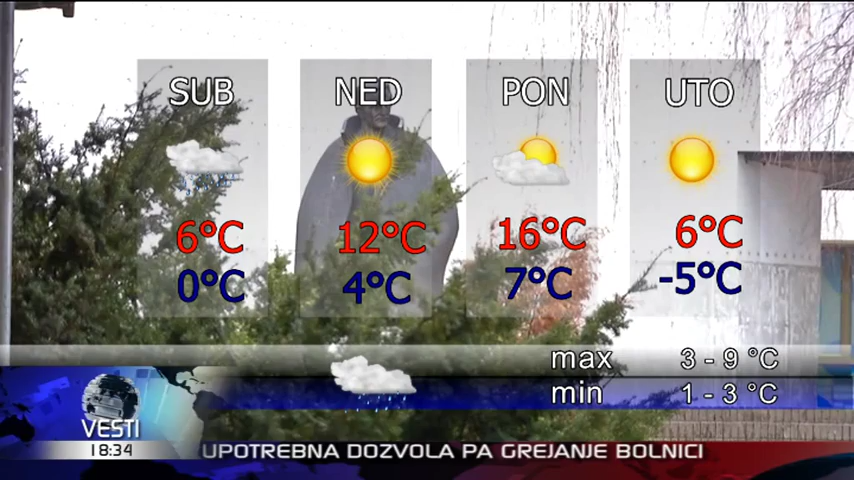 SUB NED PON UTO
6°C 12°C 16°C 6°C
0°C 4°C 7°C -5°C
max 3 - 9 °C
min 1 - 3 °C
VESTI
18:34 UPOTREBNA DOZVOLA PA GREJANJE BOLNICI